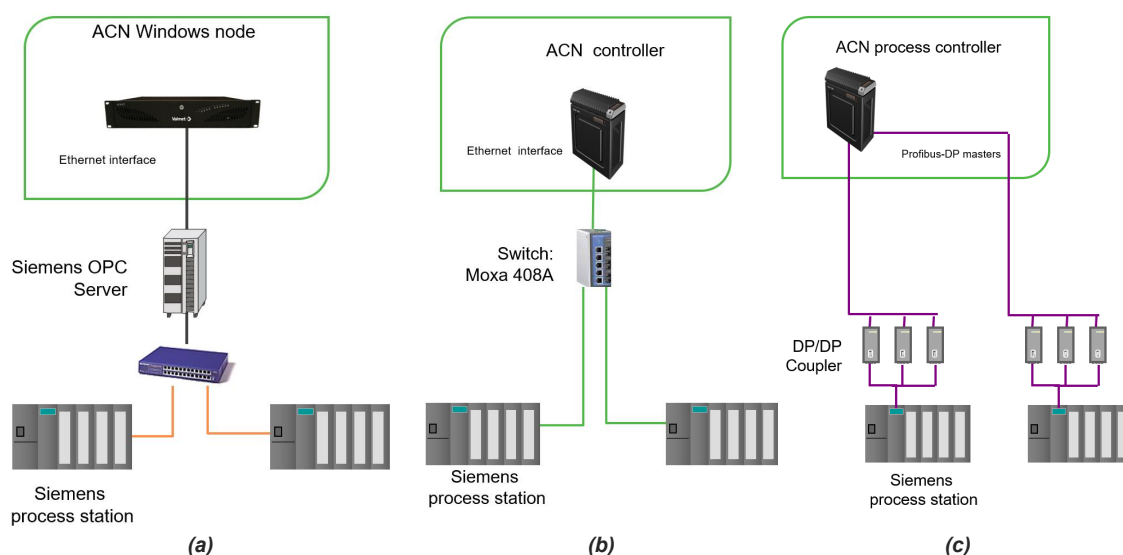 ACN Windows node
Valmet
Ethernet interface
Siemens OPC
Server
Siemens
process station
(a)
ACN controller
Ethernet interface
Switch:
Moxa 408A
Siemens
process station
(b)
ACN process controller
Profibus-DP masters
DP/DP
Coupler
Siemens
process station
(c)